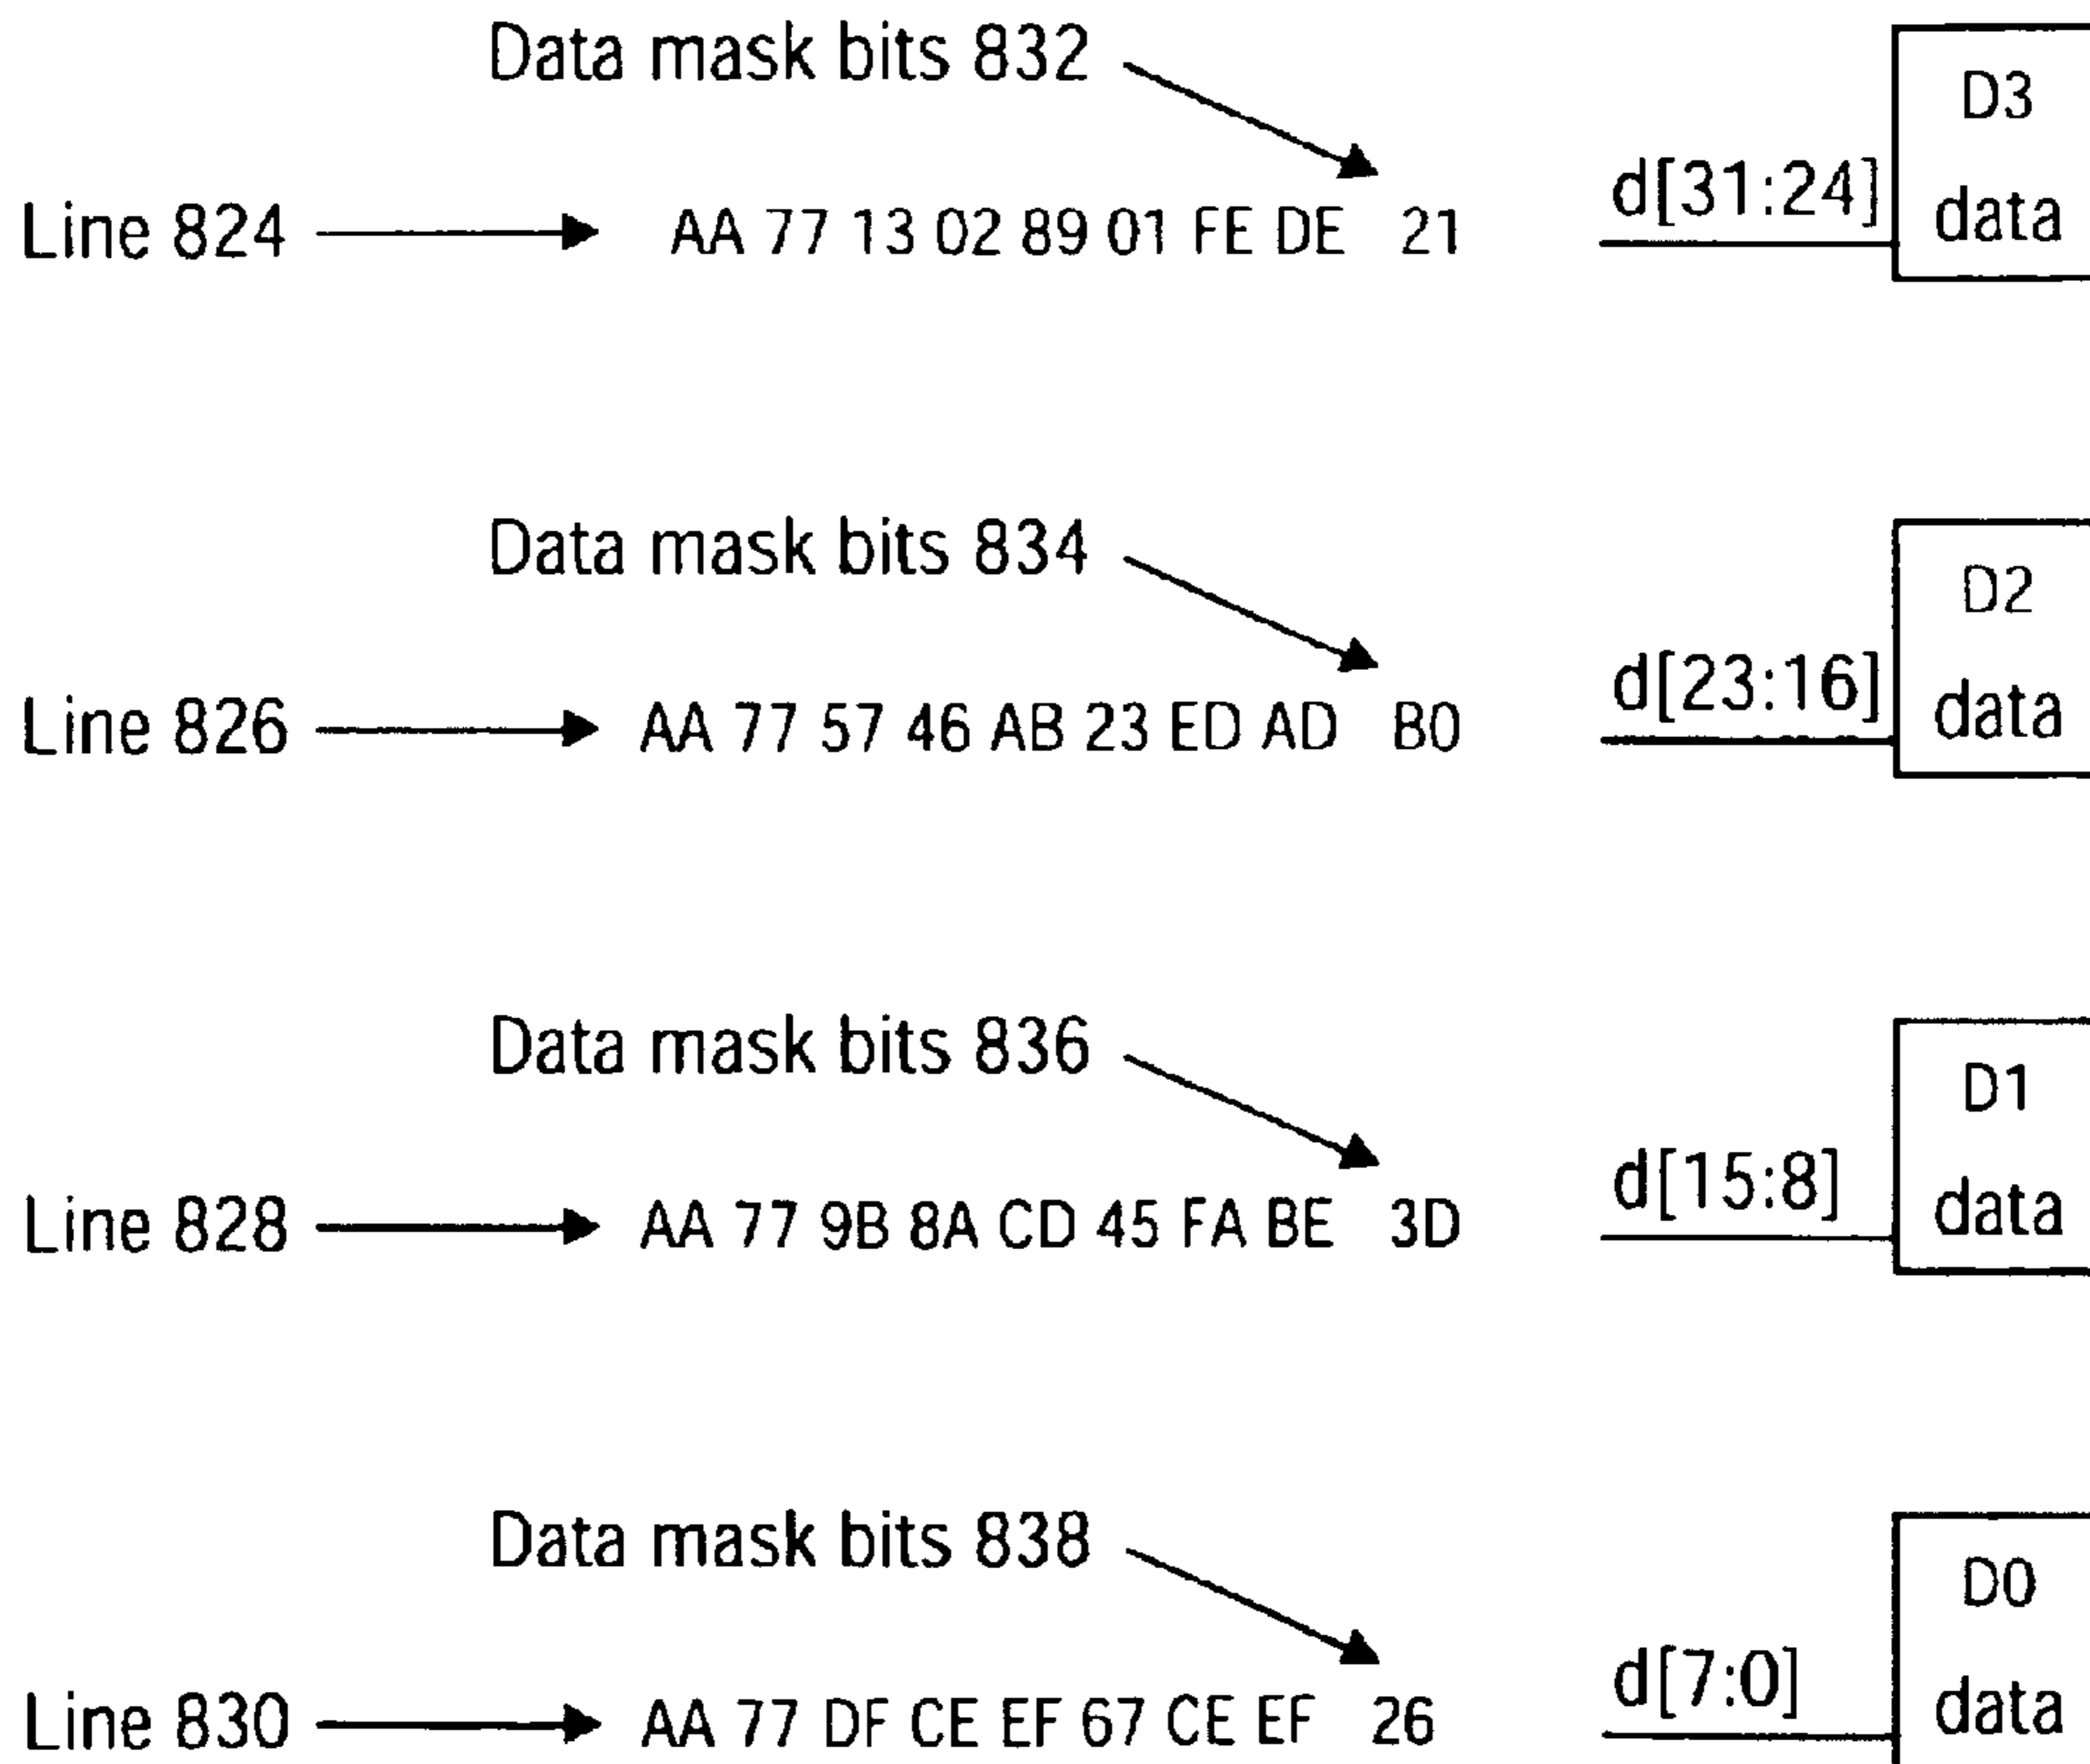 Data mask bits 832
D3
d[31:24]
Line 824
AA 77 13 02 89 01 FE DE 21
data
Data mask bits 834
D2
d[23:16]
Line 826
AA 77 57 46 AB 23 ED AD B0
data
Data mask bits 836
D1
d[15:8]
Line 828
AA 77 9B 8A CD 45 FA BE 3D
data
Data mask bits 838
D0
d[7:0]
Line 830
AA 77 DF CE EF 67 CE EF 26
data